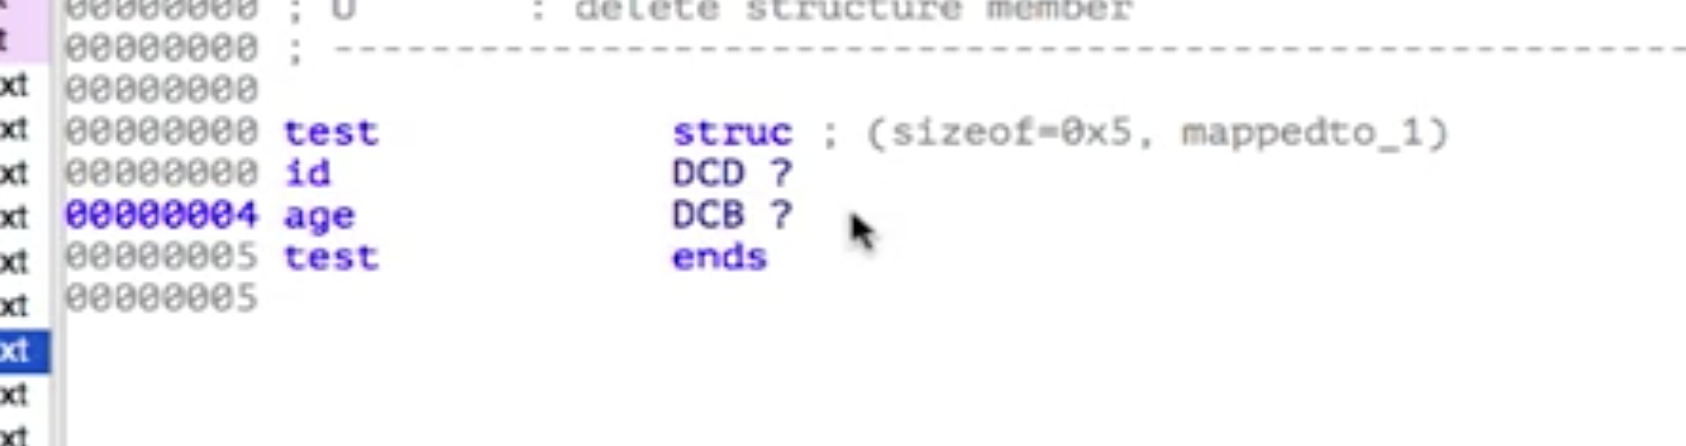 t
00000000 ; U : delete structure member
t
00000000 ; ---------------------------------------------------------
xt
00000000
xt
00000000 test struc ; (sizeof=0x5, mappedto_1)
xt
00000000 id DCD ?
xt
00000004 age DCB ?
xt
00000005 test ends
xt
00000005
xt
xt
xt